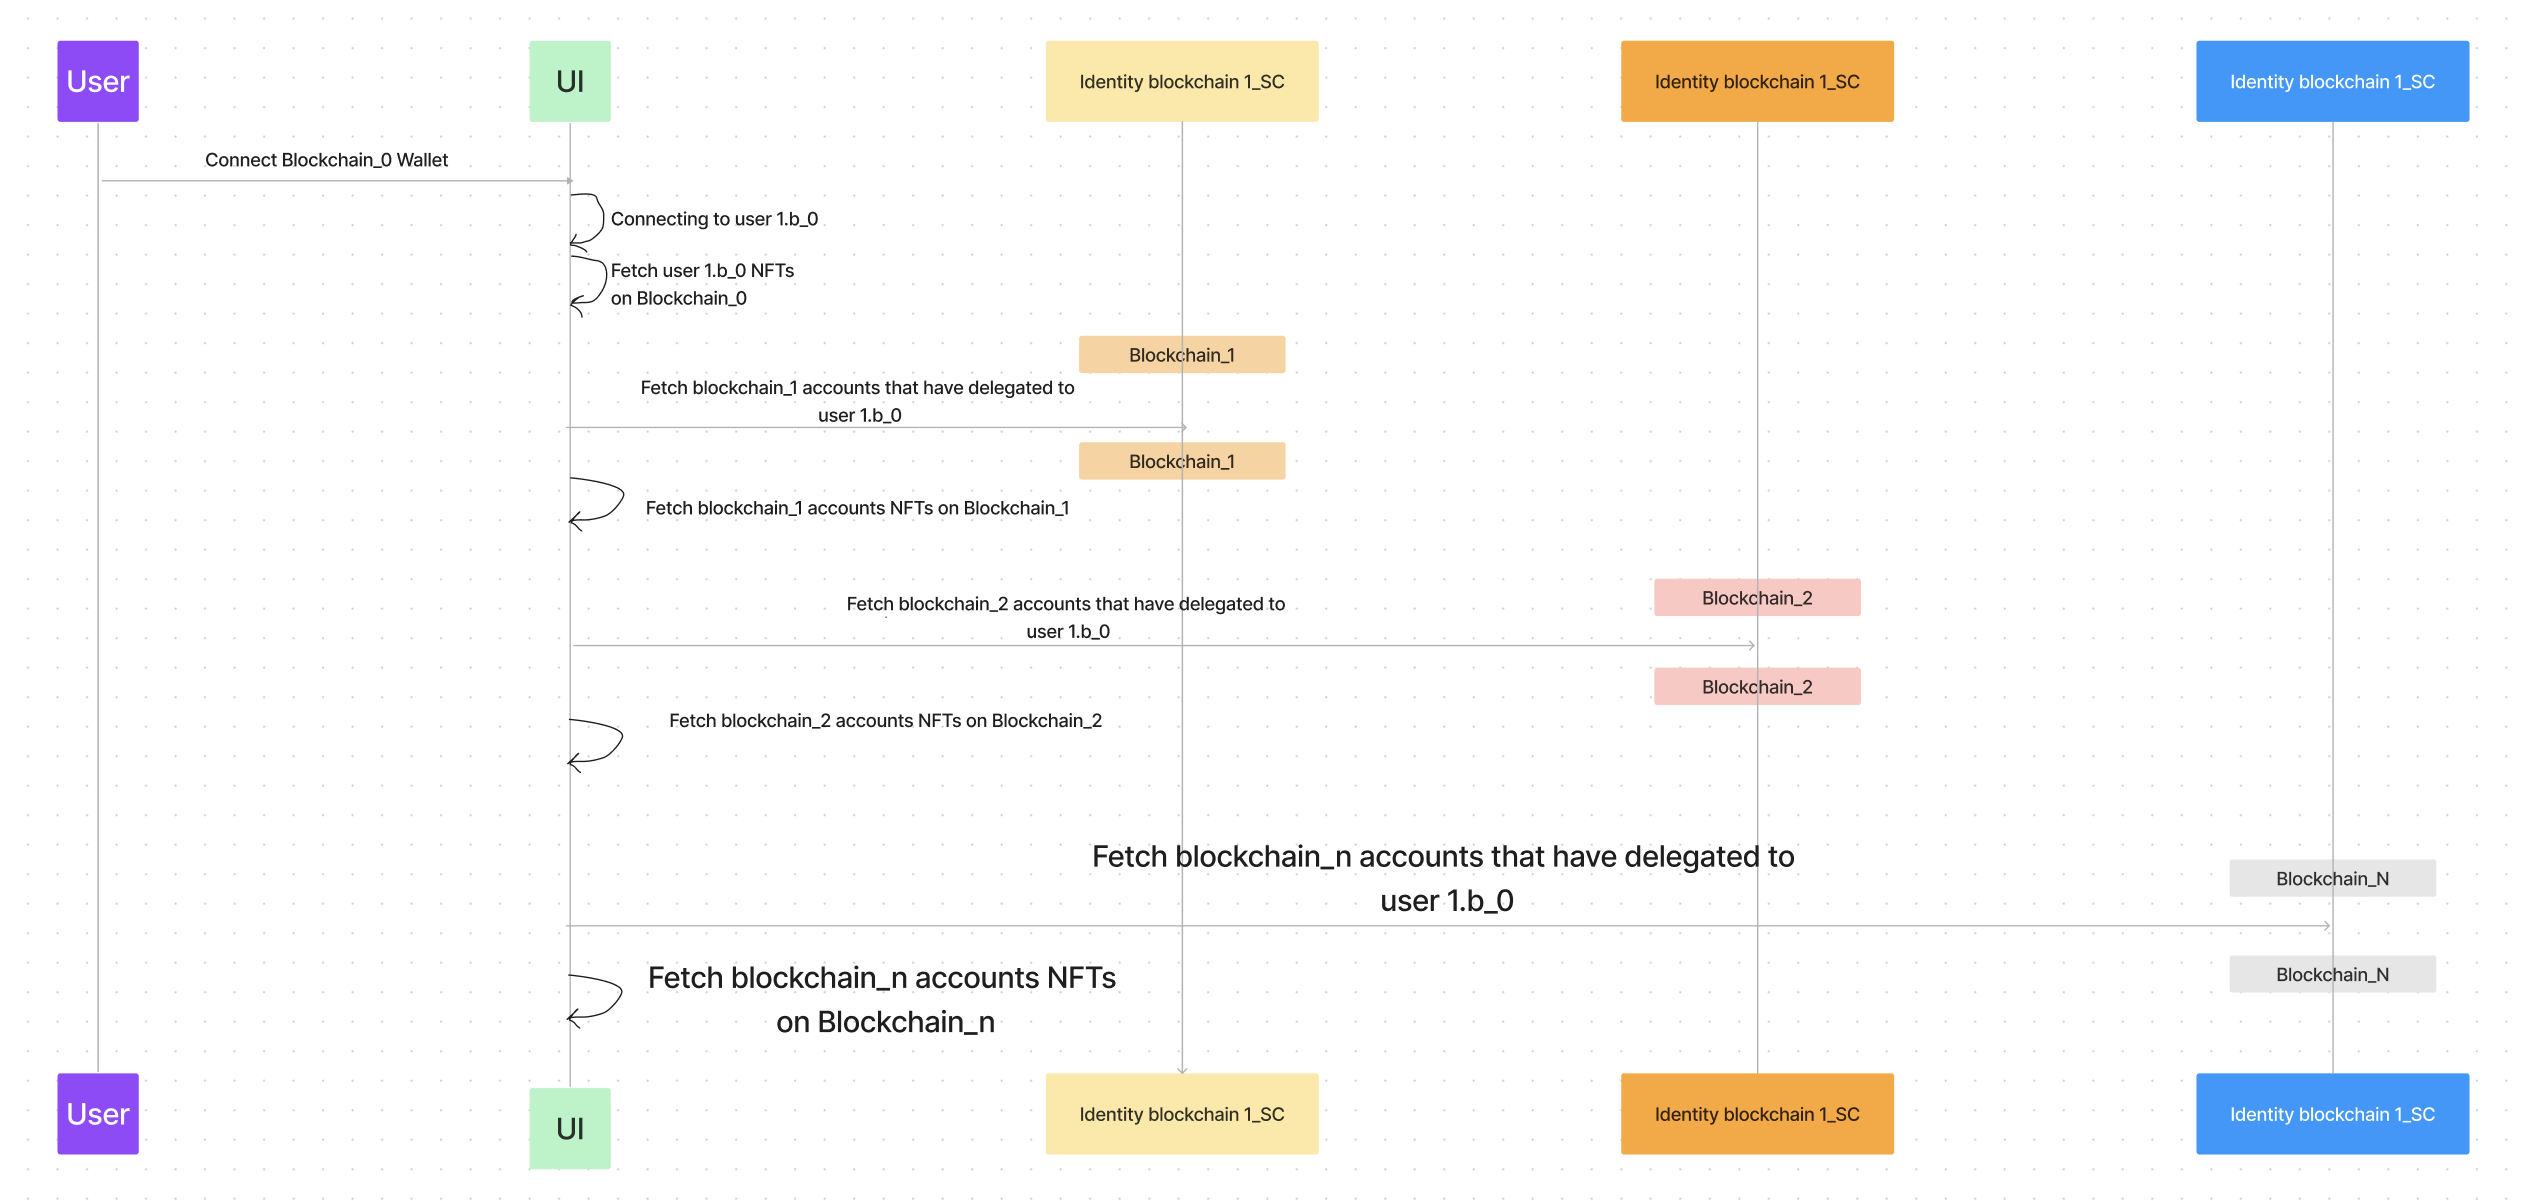 User
UI
Identity blockchain 1_SC
Identity blockchain 1_SC
Identity blockchain 1_SC
Connect Blockchain_0 Wallet
Connecting to user 1.b_0
Fetch user 1.b_0 NFTs
on Blockchain_0
Blockchain_1
Fetch blockchain_1 accounts that have delegated to
user 1.b_0
Blockchain_1
Fetch blockchain_1 accounts NFTs on Blockchain_1
Blockchain_2
Fetch blockchain_2 accounts that have delegated to
user 1.b_0
Blockchain_2
Fetch blockchain_2 accounts NFTs on Blockchain_2
Fetch blockchain_n accounts that have delegated to
user 1.b_0
Blockchain_N
Fetch blockchain_n accounts NFTs
on Blockchain_n
Blockchain_N
User
UI
Identity blockchain 1_SC
Identity blockchain 1_SC
Identity blockchain 1_SC